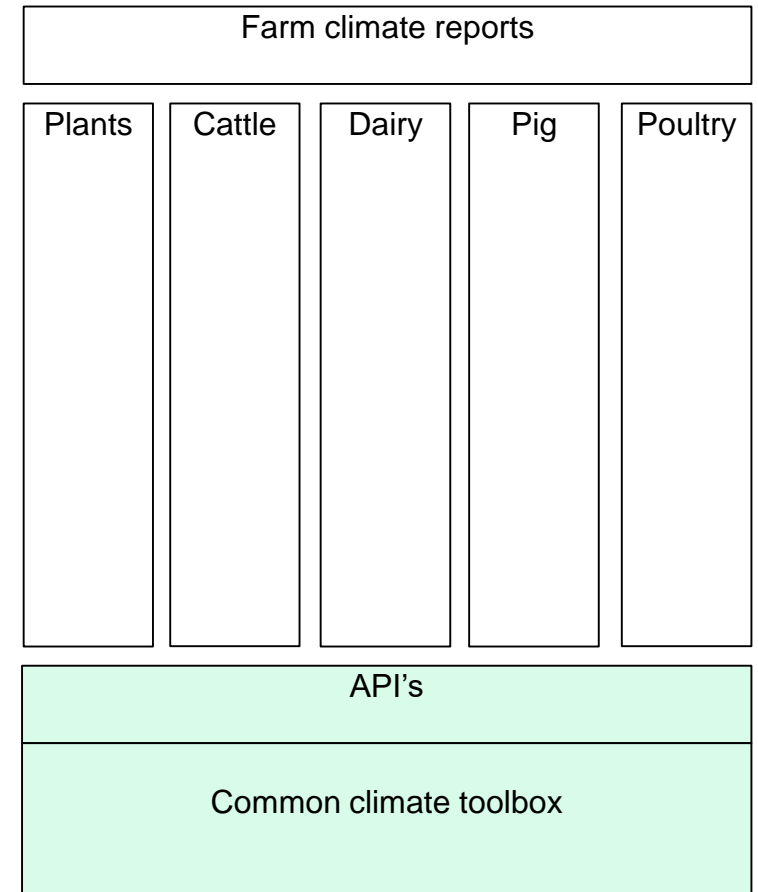 Farm climate reports
Plants
Cattle
Dairy
Pig
Poultry
API’s
Common climate toolbox